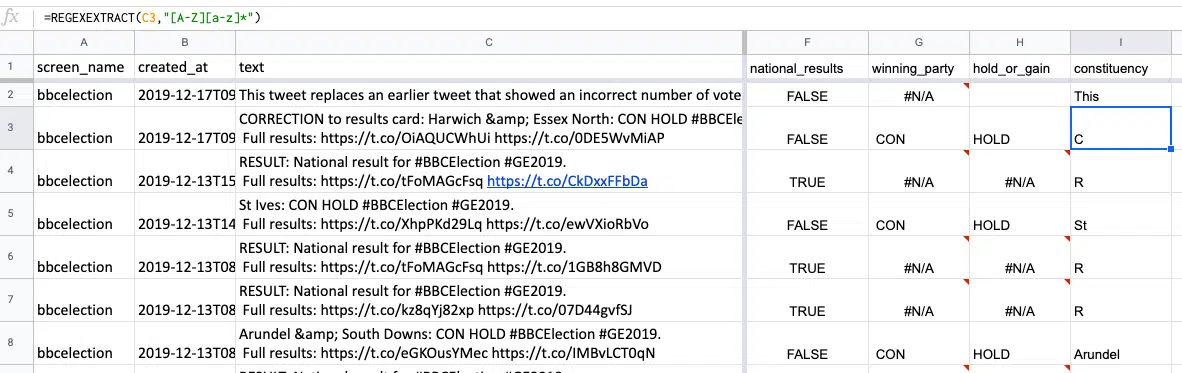 fx =REGEXEXTRACT(C3,"[A-Z][a-z]*")
A B C F G H I
1 screen_name created_at text national_results winning_party hold_or_gain constituency
2 bbcelection 2019-12-17T09 This tweet replaces an earlier tweet that showed an incorrect number of vote FALSE #N/A This
CORRECTION to results card: Harwich &amp; Essex North: CON HOLD #BBCEle
3 bbcelection 2019-12-17T09 Full results: https://t.co/OiAQUCWhUi https://t.co/0DE5WvMiAP FALSE CON HOLD C
RESULT: National result for #BBCElection #GE2019.
4 bbcelection 2019-12-13T15 Full results: https://t.co/tFoMAGcFsq https://t.co/CkDxxFFbDa TRUE #N/A #N/A R
St Ives: CON HOLD #BBCElection #GE2019.
5 bbcelection 2019-12-13T14 Full results: https://t.co/XhpPKd29Lq https://t.co/ewVXioRbVo FALSE CON HOLD St
RESULT: National result for #BBCElection #GE2019.
6 bbcelection 2019-12-13T08 Full results: https://t.co/tFoMAGcFsq https://t.co/1GB8h8GMVD TRUE #N/A #N/A R
RESULT: National result for #BBCElection #GE2019.
7 bbcelection 2019-12-13T08 Full results: https://t.co/kz8qYj82xp https://t.co/07D44gvfSJ TRUE #N/A #N/A R
Arundel &amp; South Downs: CON HOLD #BBCElection #GE2019.
8 bbcelection 2019-12-13T08 Full results: https://t.co/eGKOusYMec https://t.co/IMBvLCT0qN FALSE CON HOLD Arundel